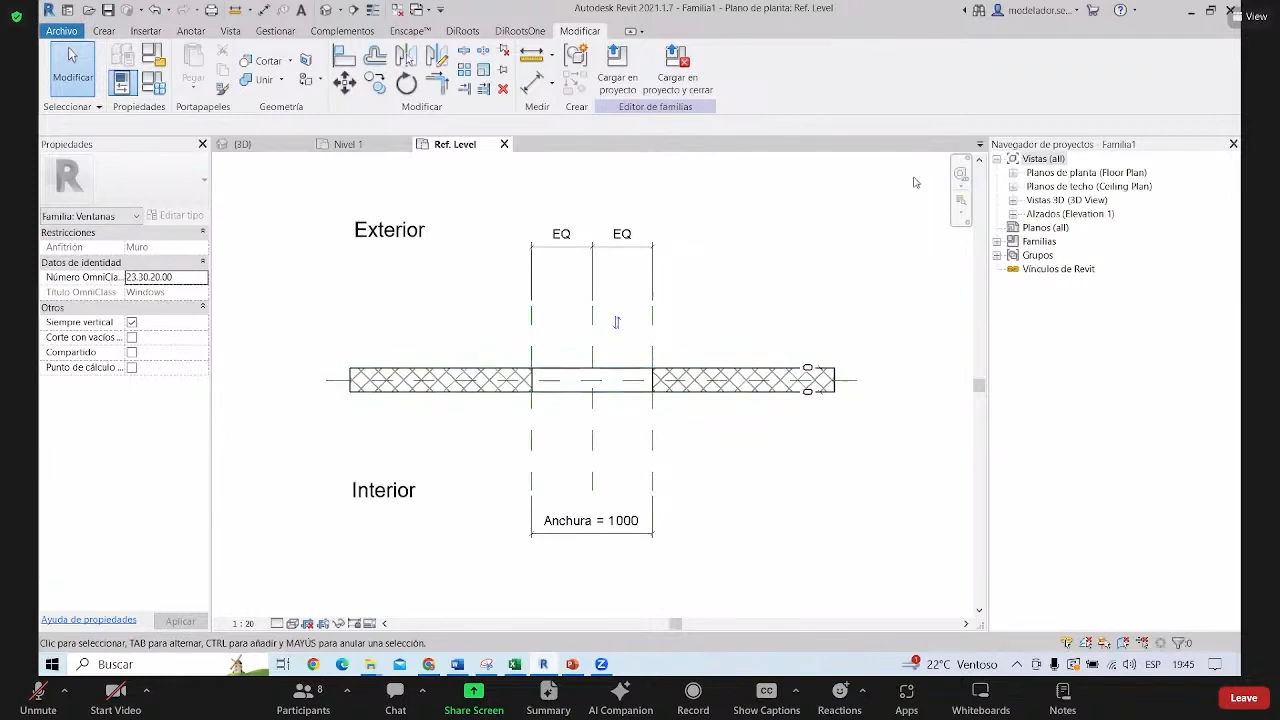 View
Autodesk Revit 2021.1.7 - Familia1 - Plano de planta: Ref. Level
modelador.se...
Archivo Crear Insertar Anotar Vista Gestionar Complementos Enscape™ DiRoots DiRootsOne Modificar
Modificar
Pegar
Cortar
Unir
Cargar en proyecto
Cargar en proyecto y cerrar
Seleccionar Propiedades Portapapeles Geometría Modificar Medir Crear Editor de familias
Propiedades
(3D)
Nivel 1
Ref. Level
Navegador de proyectos - Familia1
R
Familia: Ventanas
Editar tipo
Restricciones
Anfitrión Muro
Datos de identidad
Número OmniCla... 23.30.20.00
Título OmniClass Windows
Otros
Siempre vertical
Corte con vacíos ...
Compartido
Punto de cálculo ...
Ayuda de propiedades
Aplicar
Exterior
EQ EQ
0
0
Interior
Anchura = 1000
Vistas (all)
Planos de planta (Floor Plan)
Planos de techo (Ceiling Plan)
Vistas 3D (3D View)
Alzados (Elevation 1)
Planos (all)
Familias
Grupos
Vínculos de Revit
1 : 20
Clic para seleccionar, TAB para alternar, CTRL para añadir y MAYÚS para anular una selección.
:0
Buscar
22°C Ventoso
ESP
19:45
Unmute
Start Video
Participants
8
Chat
Share Screen
Summary
AI Companion
Record
CC
Show Captions
Reactions
Apps
Whiteboards
Notes
Leave